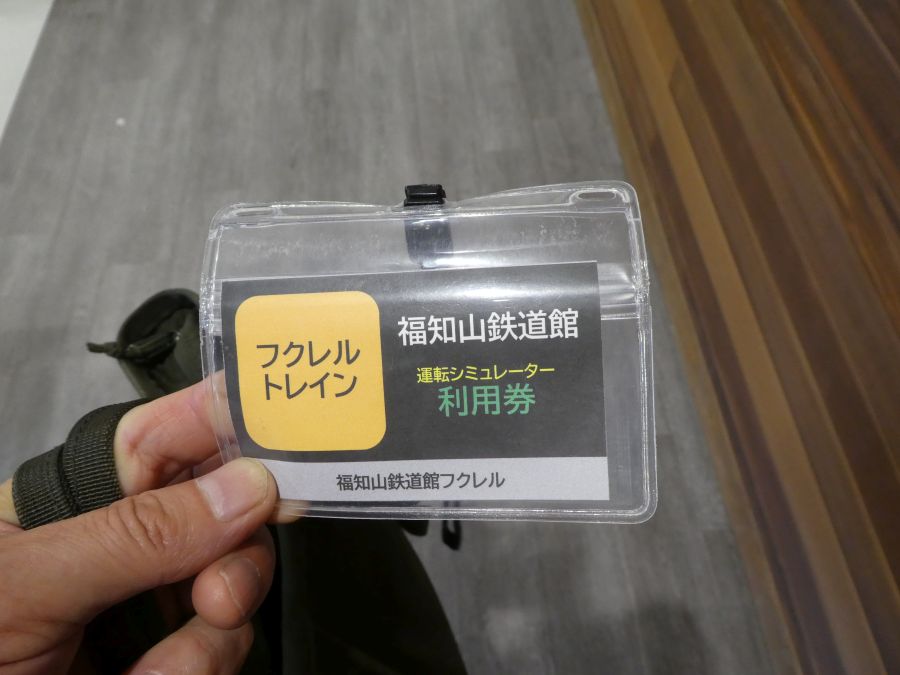 フクレル
トレイン
福知山鉄道館
運転シミュレーター
利用券
福知山鉄道館フクレル